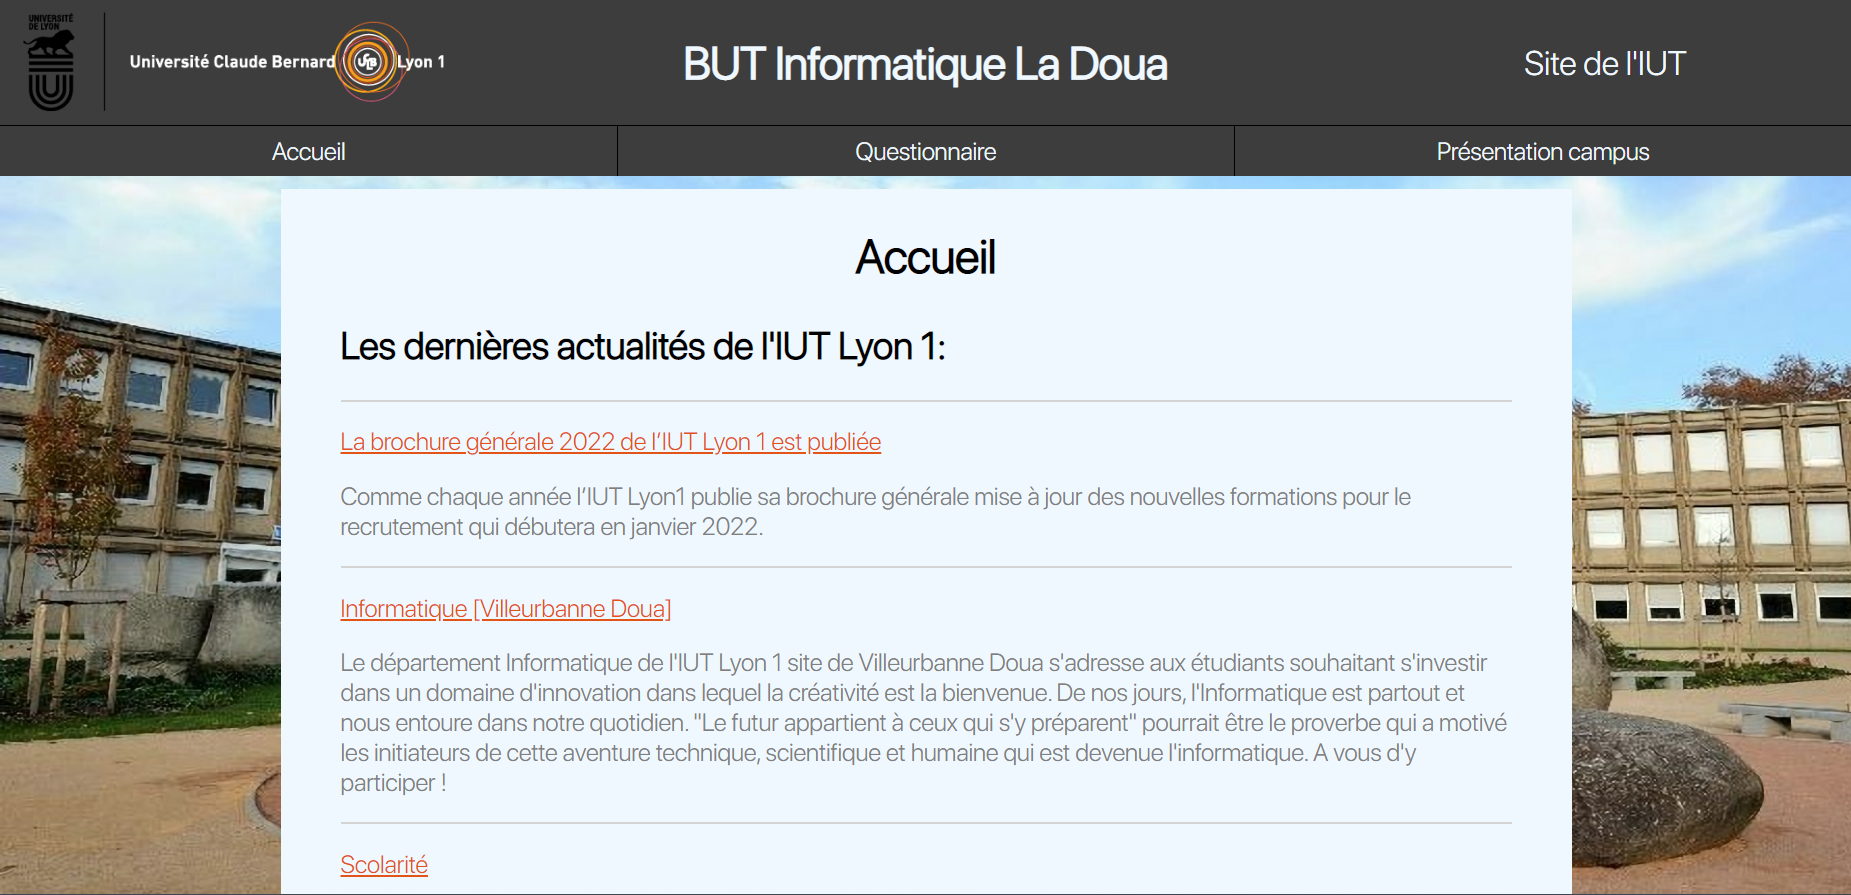 UNIVERSITÉ
DE LYON
Université Claude Bernard UCB Lyon 1
BUT Informatique La Doua
Site de l'IUT
Accueil
Questionnaire
Présentation campus
Accueil
Les dernières actualités de l'IUT Lyon 1:
La brochure générale 2022 de l’IUT Lyon 1 est publiée
Comme chaque année l’IUT Lyon1 publie sa brochure générale mise à jour des nouvelles formations pour le
recrutement qui débutera en janvier 2022.
Informatique [Villeurbanne Doua]
Le département Informatique de l'IUT Lyon 1 site de Villeurbanne Doua s'adresse aux étudiants souhaitant s'investir
dans un domaine d'innovation dans lequel la créativité est la bienvenue. De nos jours, l'Informatique est partout et
nous entoure dans notre quotidien. "Le futur appartient à ceux qui s'y préparent" pourrait être le proverbe qui a motivé
les initiateurs de cette aventure technique, scientifique et humaine qui est devenue l'informatique. A vous d'y
participer !
Scolarité